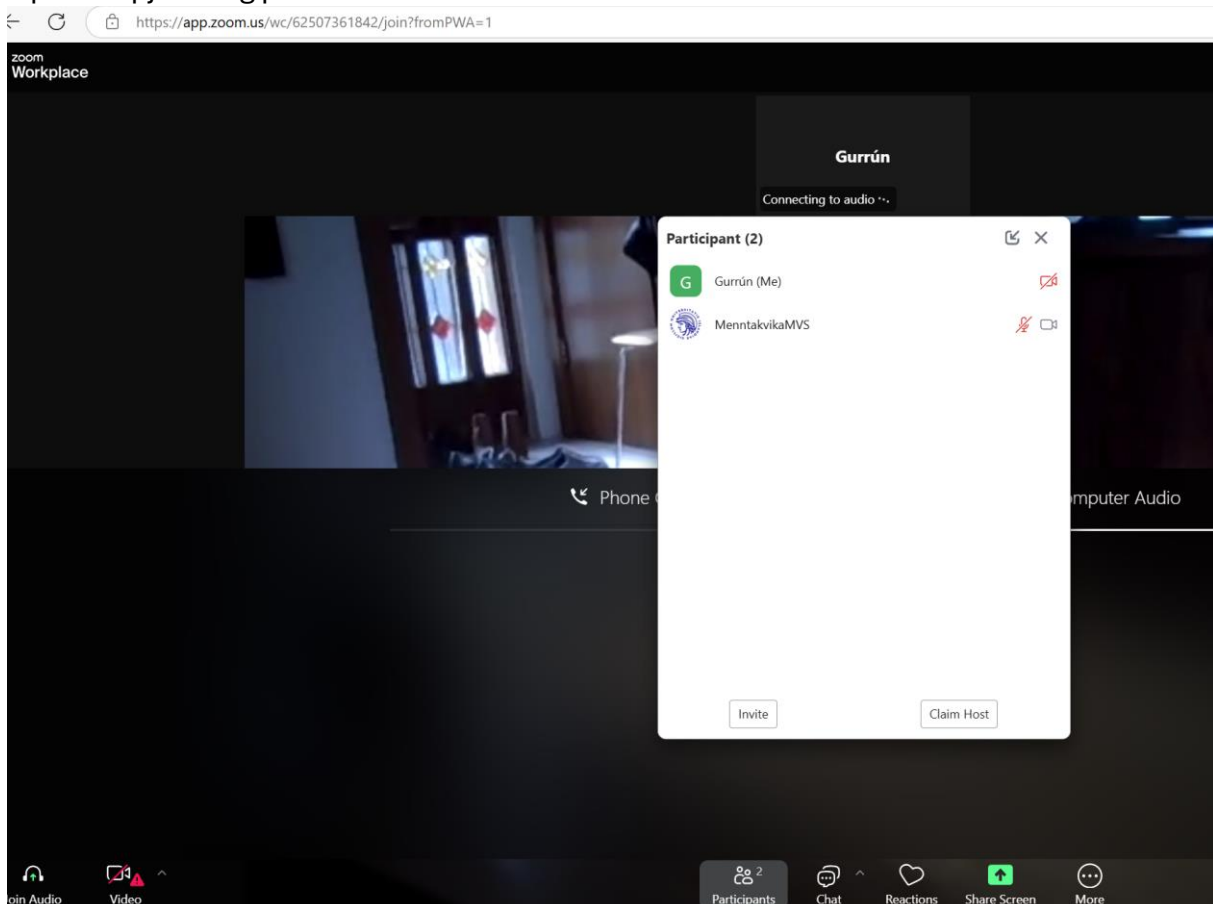 https://app.zoom.us/wc/62507361842/join?fromPWA=1
zoom
Workplace
Gurrún
Connecting to audio
Participant (2)
G
Gurrún (Me)
MenntakvikaMVS
Phone
mputer Audio
Invite
Claim Host
2
oin Audio
Video
Participants
Chat
Reactions
Share Screen
More